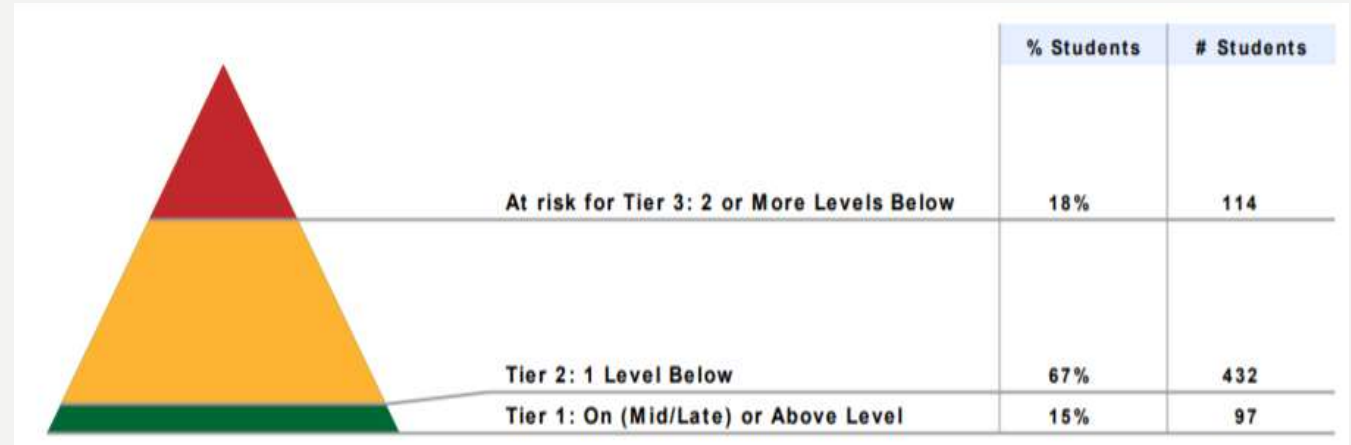 % Students # Students
At risk for Tier 3: 2 or More Levels Below 18% 114
Tier 2: 1 Level Below 67% 432
Tier 1: On (Mid/Late) or Above Level 15% 97